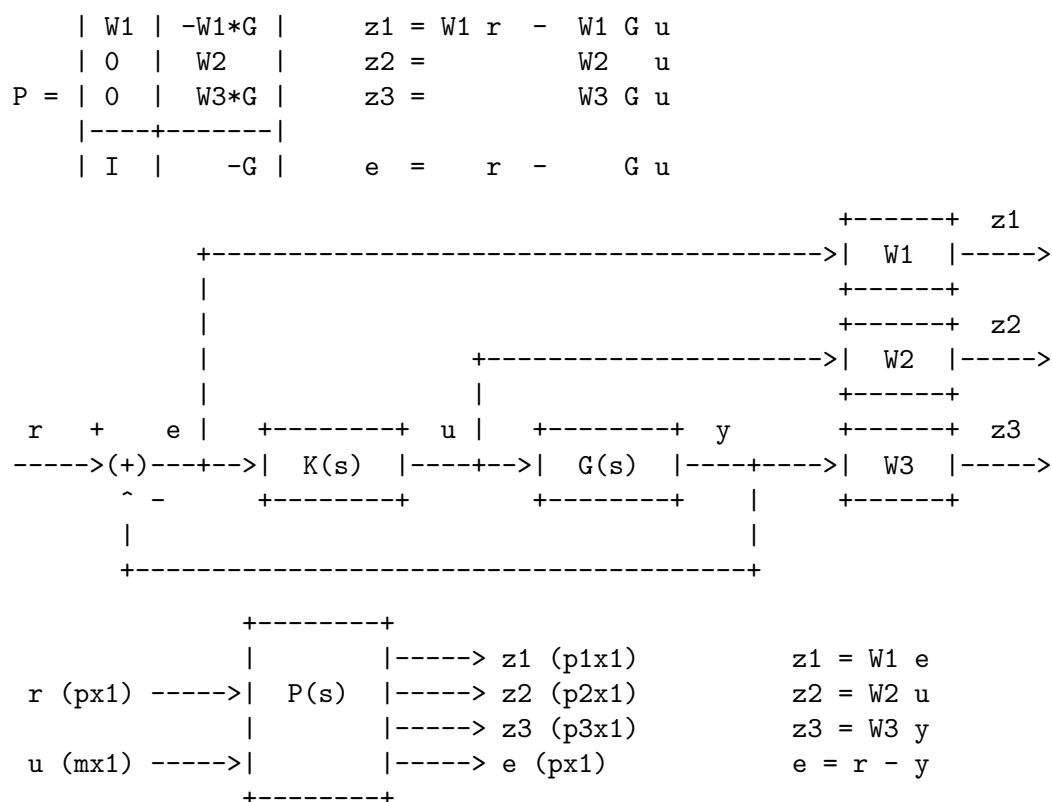 | W1 | -W1*G |     z1 = W1 r  -  W1 G u
    | 0  |  W2   |     z2 =          W2   u
P = | 0  |  W3*G |     z3 =          W3 G u
    |----+-------|
    | I  |    -G |     e  =    r  -     G u
                                                  +------+  z1
            +------------------------------------>|  W1  |----->
            |                                     +------+
            |                                     +------+  z2
            |                +------------------->|  W2  |----->
            |                |                    +------+
 r   +    e |   +--------+  u |   +--------+  y      +------+  z3
----->(+)---+-->|  K(s)  |----+-->|  G(s)  |----+---->|  W3  |----->
      ^ -       +--------+        +--------+    |     +------+
      |                                         |
      +-----------------------------------------+
               +--------+
               |        |-----> z1 (p1x1)          z1 = W1 e
 r (px1) ----->|  P(s)  |-----> z2 (p2x1)          z2 = W2 u
               |        |-----> z3 (p3x1)          z3 = W3 y
 u (mx1) ----->|        |-----> e (px1)            e = r - y
               +--------+